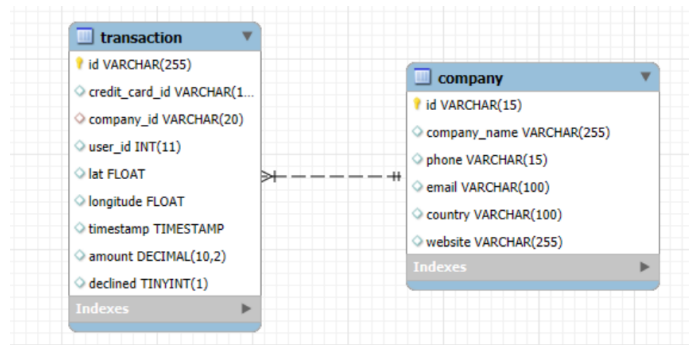 transaction
id VARCHAR(255)
credit_card_id VARCHAR(1...
company_id VARCHAR(20)
user_id INT(11)
lat FLOAT
longitude FLOAT
timestamp TIMESTAMP
amount DECIMAL(10,2)
declined TINYINT(1)
Indexes
company
id VARCHAR(15)
company_name VARCHAR(255)
phone VARCHAR(15)
email VARCHAR(100)
country VARCHAR(100)
website VARCHAR(255)
Indexes